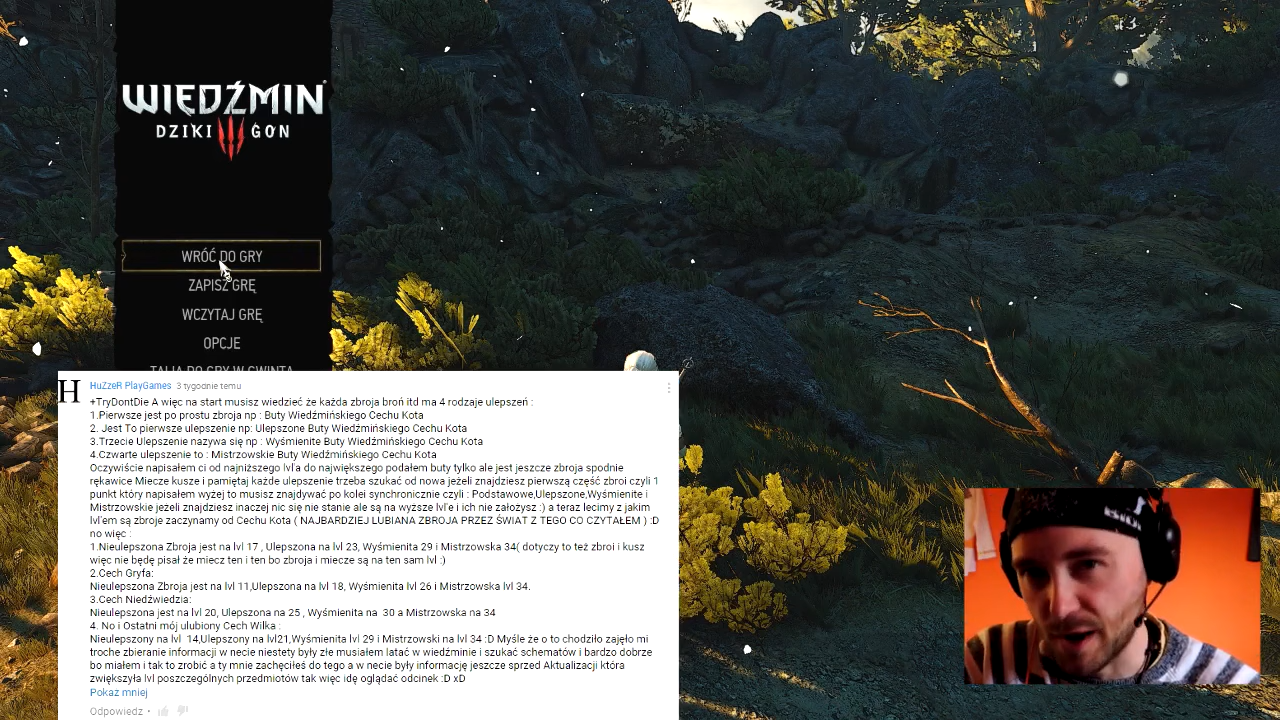 WIEDŹMIN
DZIKI GON
WRÓĆ DO GRY
ZAPISZ GRĘ
WCZYTAJ GRĘ
OPCJE
TALIA DO GRY W GWINTA
H
HuZzeR PlayGames 3 tygodnie temu
+TryDontDie A więc na start musisz wiedzieć że każda zbroja broń itd ma 4 rodzaje ulepszeń :
1.Pierwsze jest po prostu zbroja np : Buty Wiedźmińskiego Cechu Kota
2. Jest To pierwsze ulepszenie np: Ulepszone Buty Wiedźmińskiego Cechu Kota
3.Trzecie Ulepszenie nazywa się np : Wyśmienite Buty Wiedźmińskiego Cechu Kota
4.Czwarte ulepszenie to : Mistrzowskie Buty Wiedźmińskiego Cechu Kota
Oczywiście napisałem ci od najniższego lvl'a do największego podałem buty tylko ale jest jeszcze zbroja spodnie
rękawice Miecze kusze i pamiętaj każde ulepszenie trzeba szukać od nowa jeżeli znajdziesz pierwszą część zbroi czyli 1
punkt który napisałem wyżej to musisz znajdywać po kolei synchronicznie czyli : Podstawowe,Ulepszone,Wyśmienite i
Mistrzowskie jeżeli znajdziesz inaczej nic się nie stanie ale są na wyższe lvl'e i ich nie założysz :) a teraz lecimy z jakim
lvl'em są zbroje zaczynamy od Cechu Kota ( NAJBARDZIEJ LUBIANA ZBROJA PRZEZ ŚWIAT Z TEGO CO CZYTAŁEM ) :D
no więc :
1.Nieulepszona Zbroja jest na lvl 17 , Ulepszona na lvl 23, Wyśmienita 29 i Mistrzowska 34( dotyczy to też zbroi i kusz
więc nie będę pisał że miecz ten i ten bo zbroja i miecze są na ten sam lvl :)
2.Cech Gryfa:
Nieulepszona Zbroja jest na lvl 11,Ulepszona na lvl 18, Wyśmienita lvl 26 i Mistrzowska lvl 34.
3.Cech Niedźwiedzia:
Nieulepszona jest na lvl 20, Ulepszona na 25 , Wyśmienita na 30 a Mistrzowska na 34
4. No i Ostatni mój ulubiony Cech Wilka :
Nieulepszony na lvl 14,Ulepszony na lvl21,Wyśmienita lvl 29 i Mistrzowski na lvl 34 :D Myśle że o to chodziło zajęło mi
troche zbieranie informacji w necie niestety były złe musiałem latać w wiedźminie i szukać schematów i bardzo dobrze
bo miałem i tak to zrobić a ty mnie zachęciłeś do tego a w necie były informację jeszcze sprzed Aktualizacji która
zwiększyła lvl poszczególnych przedmiotów tak więc idę oglądać odcinek :D xD
Pokaż mniej
Odpowiedz •